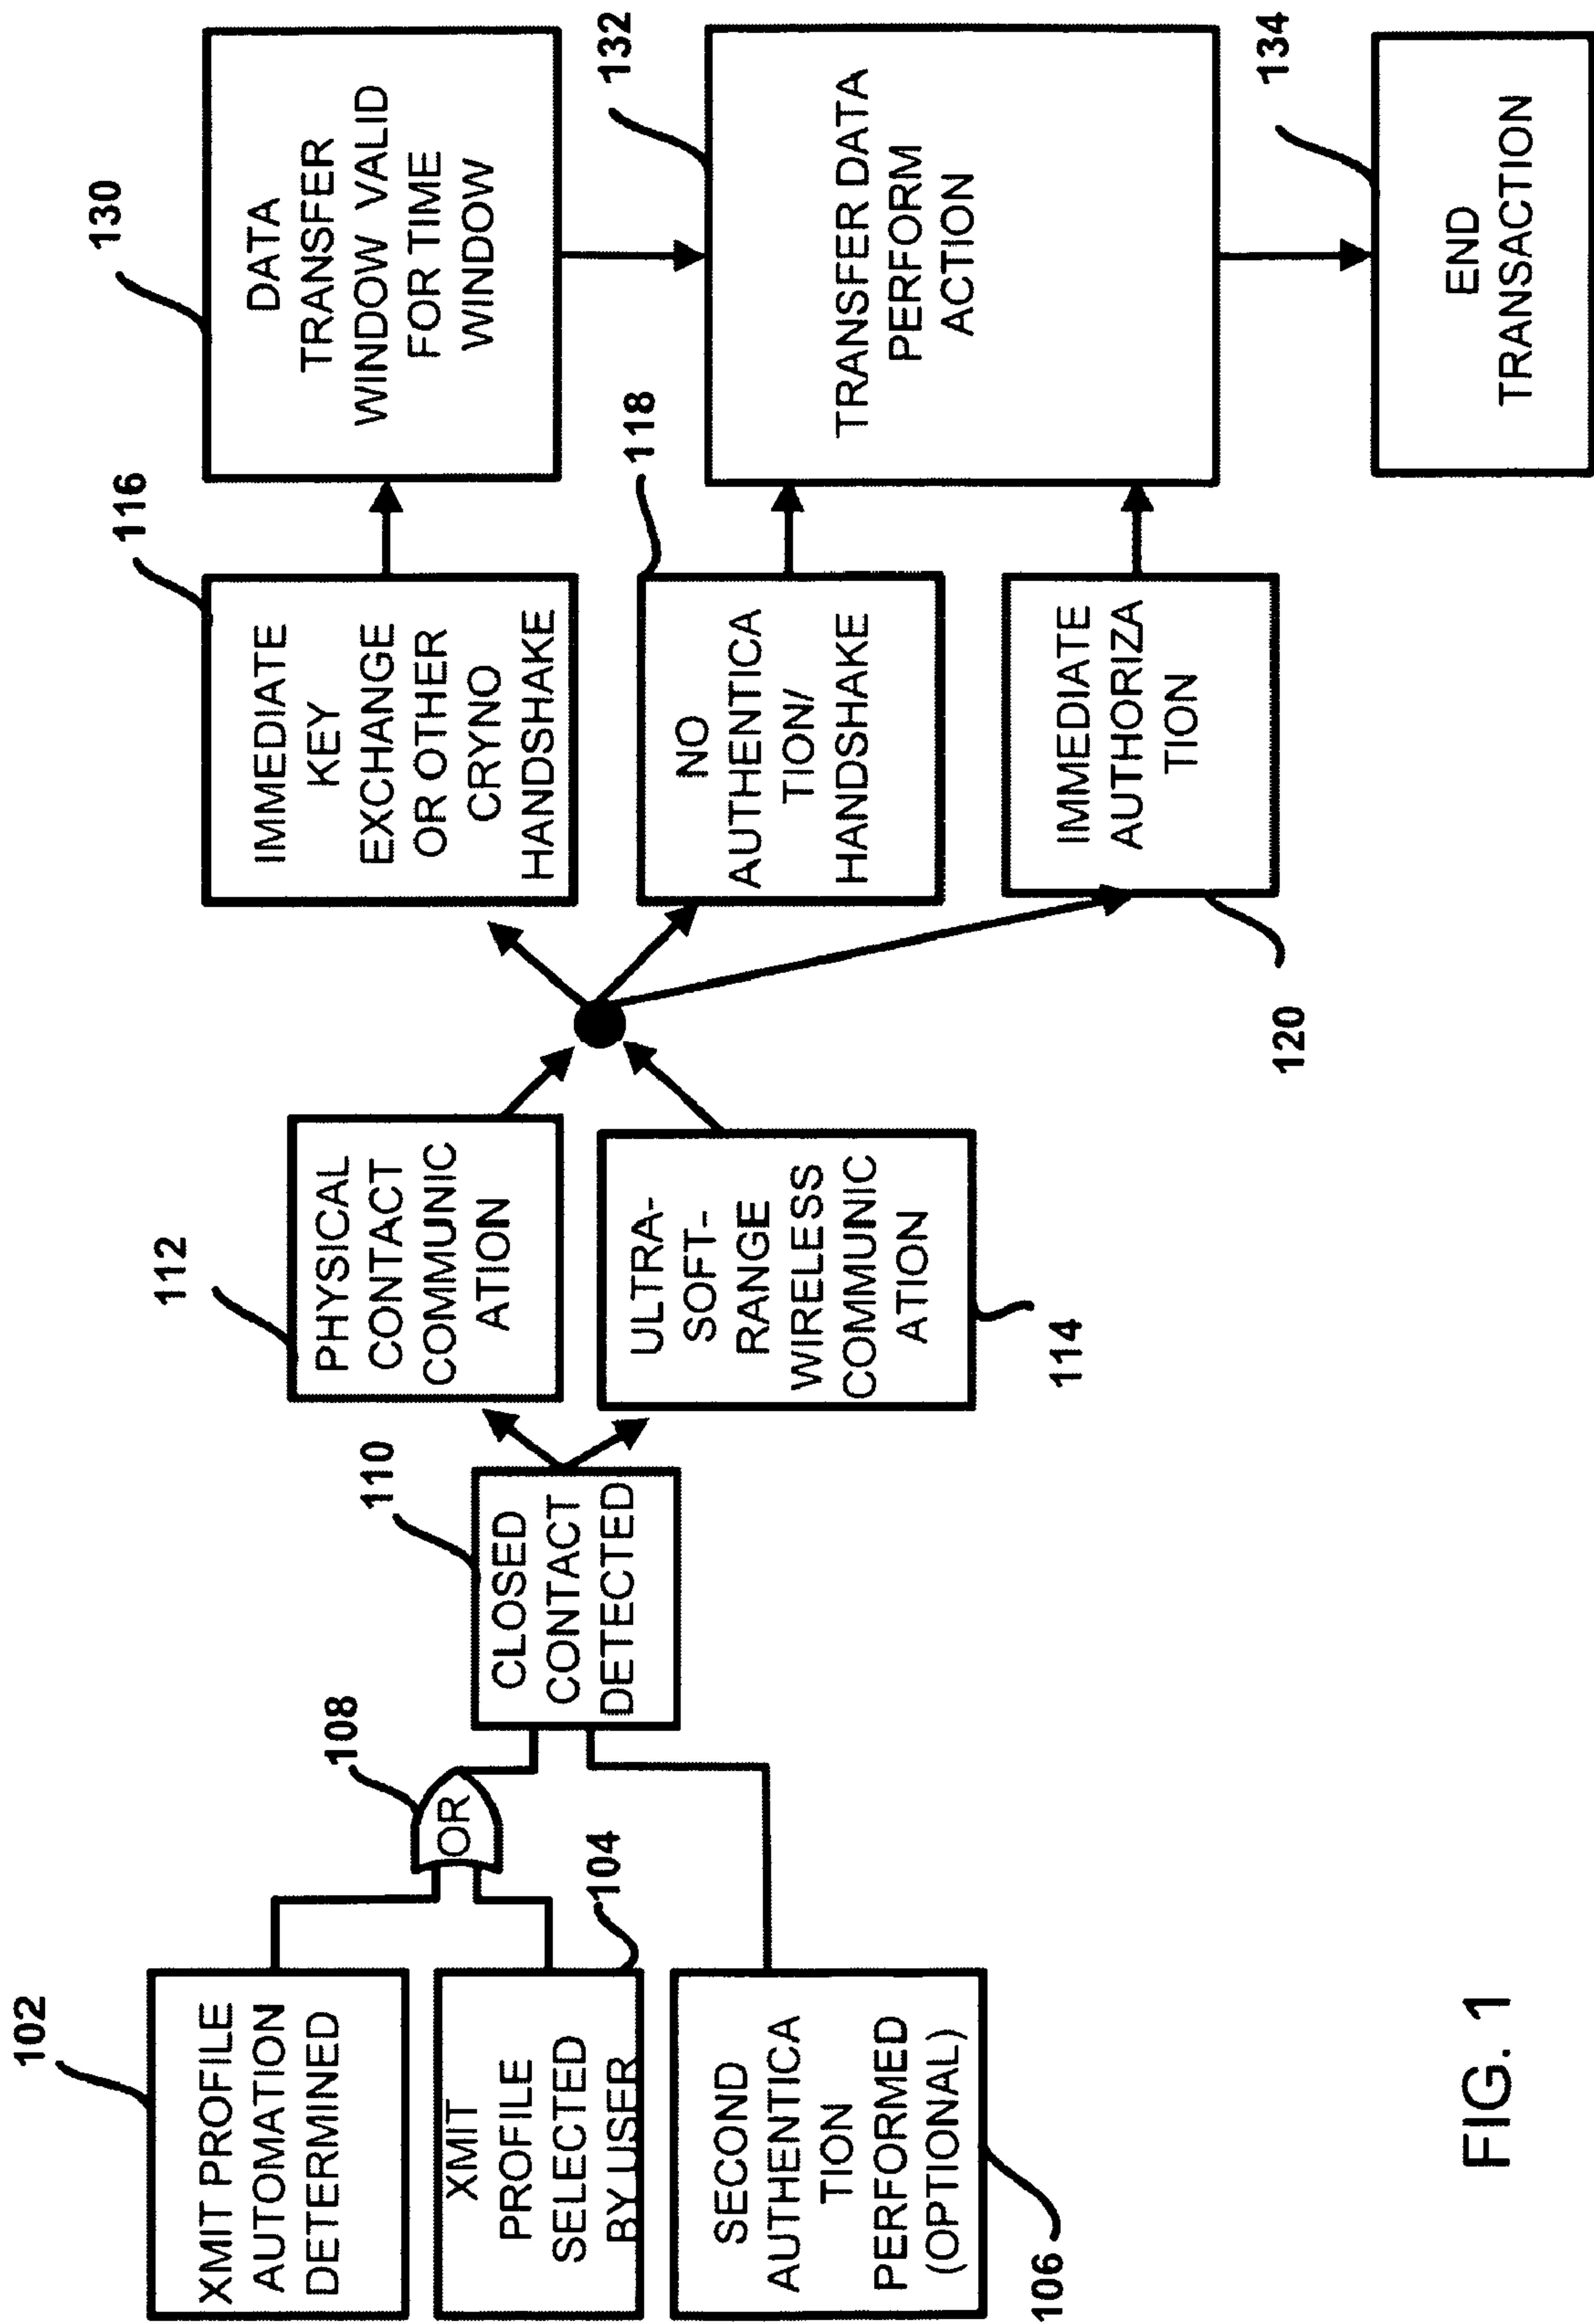 102
XMIT PROFILE
AUTOMATION
DETERMINED
XMIT
PROFILE
SELECTED
BY USER
104
SECOND
AUTHENTICA
TION
PERFORMED
(OPTIONAL)
106
108
OR
110
CLOSED
CONTACT
DETECTED
112
PHYSICAL
CONTACT
COMMUNIC
ATION
ULTRA-
SOFT-
RANGE
WIRELESS
COMMUNIC
ATION
114
116
IMMEDIATE
KEY
EXCHANGE
OR OTHER
CRYNO
HANDSHAKE
118
NO
AUTHENTICA
TION/
HANDSHAKE
IMMEDIATE
AUTHORIZA
TION
120
130
DATA
TRANSFER
WINDOW VALID
FOR TIME
WINDOW
132
TRANSFER DATA
PERFORM
ACTION
134
END
TRANSACTION
FIG. 1